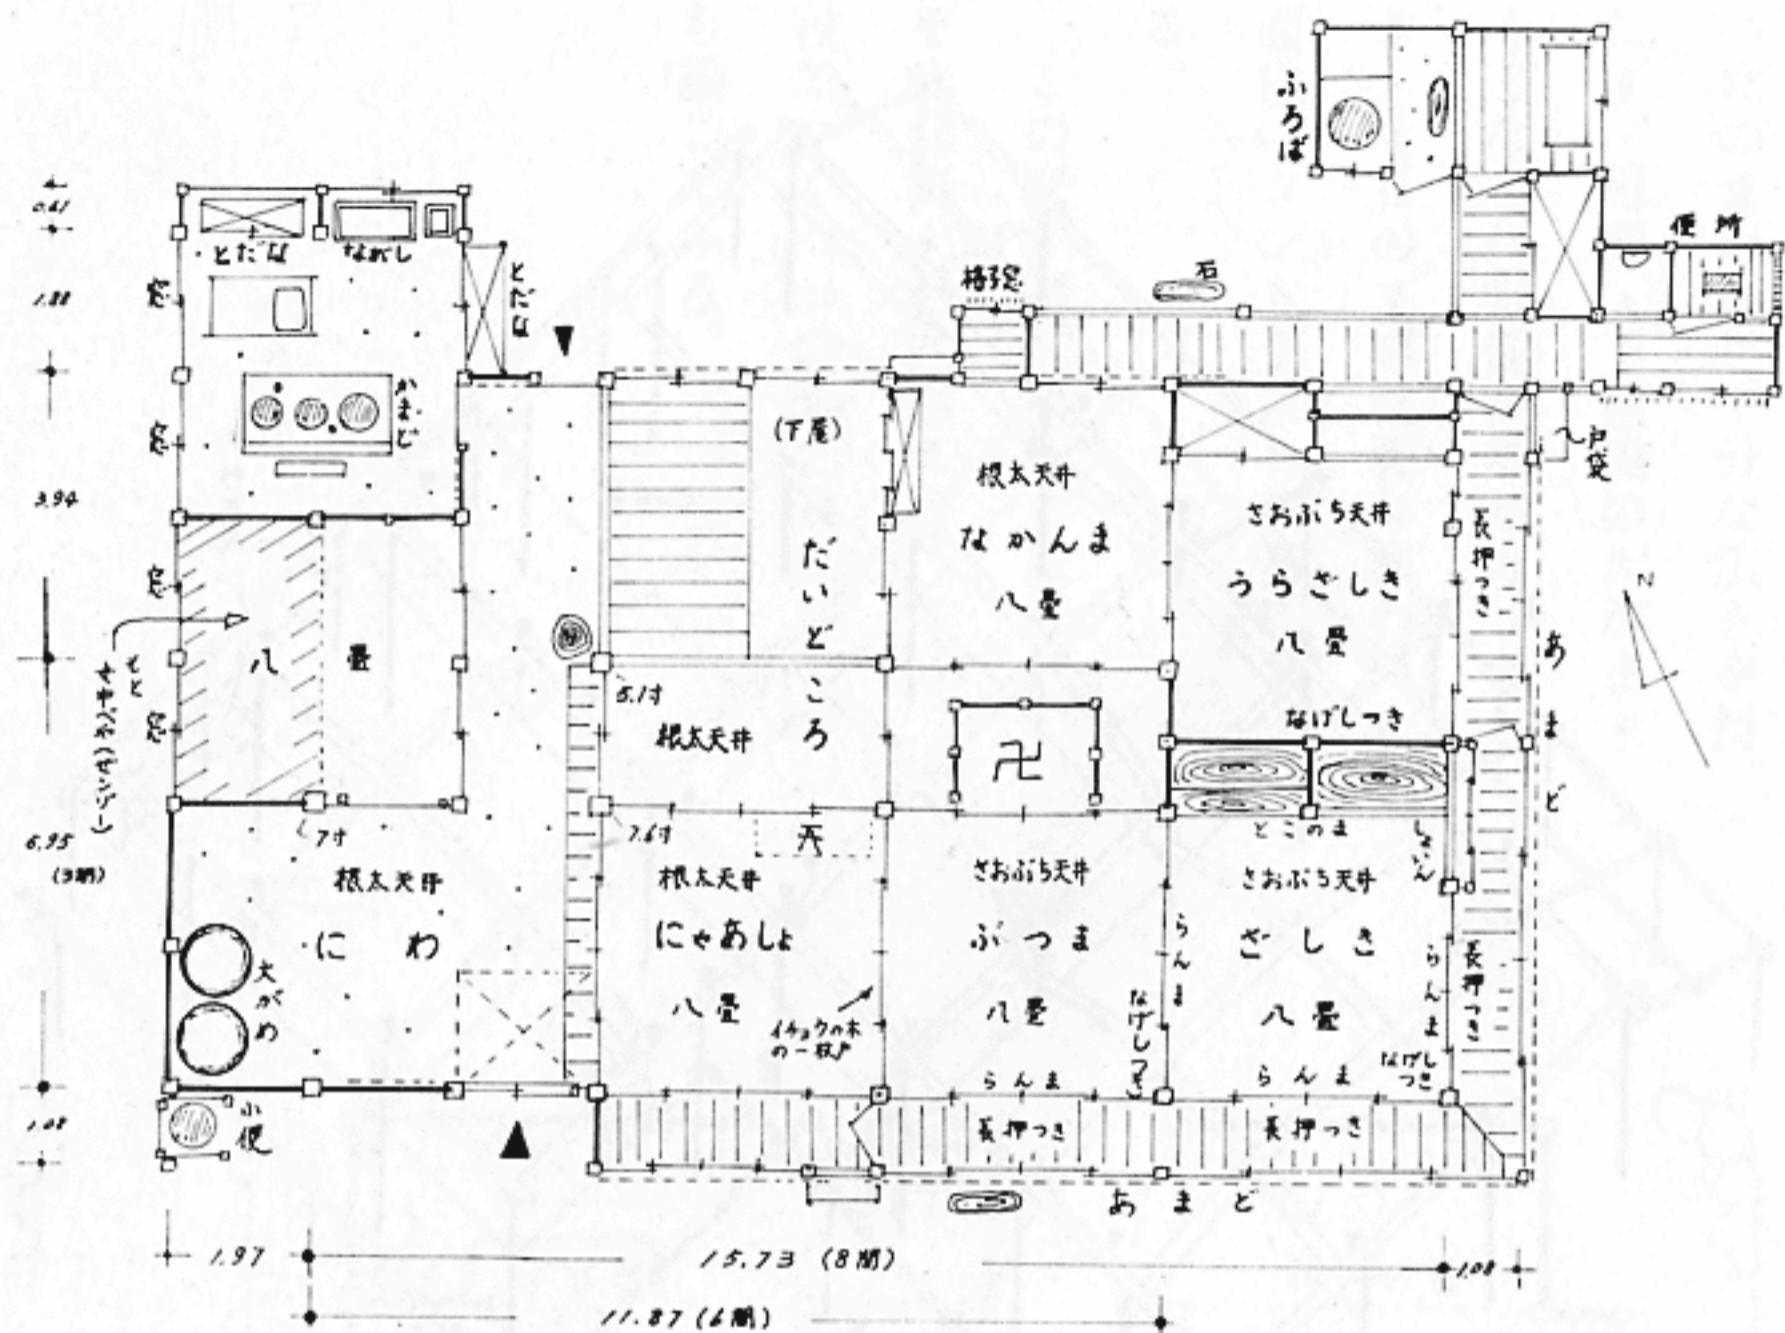 ふろば
便所
0.61
1.88
3.94
6.95
(3間)
1.08
とだな
ながし
とだな
窓
窓
窓
窓
かまど
格子窓
石
戸袋
(下屋)
根太天井
なかんま
八畳
さおぶち天井
うらざしき
八畳
なげしつき
長押つき
あまど
N
だいどころ
根太天井
5.1寸
八畳
もと
卍
とこのま
しょいん
7寸
根太天井
にわ
大がめ
小便
7.6寸
根太天井
にゃあしょ
八畳
イチョウの木
の一枚戸
さおぶち天井
ぶつま
八畳
らんま
なげしつき
らんま
さおぶち天井
ざしき
八畳
らんま
らんま
なげし
つき
長押つき
長押つき
長押つき
あまど
1.97
15.73 (8間)
1.08
11.87 (6間)